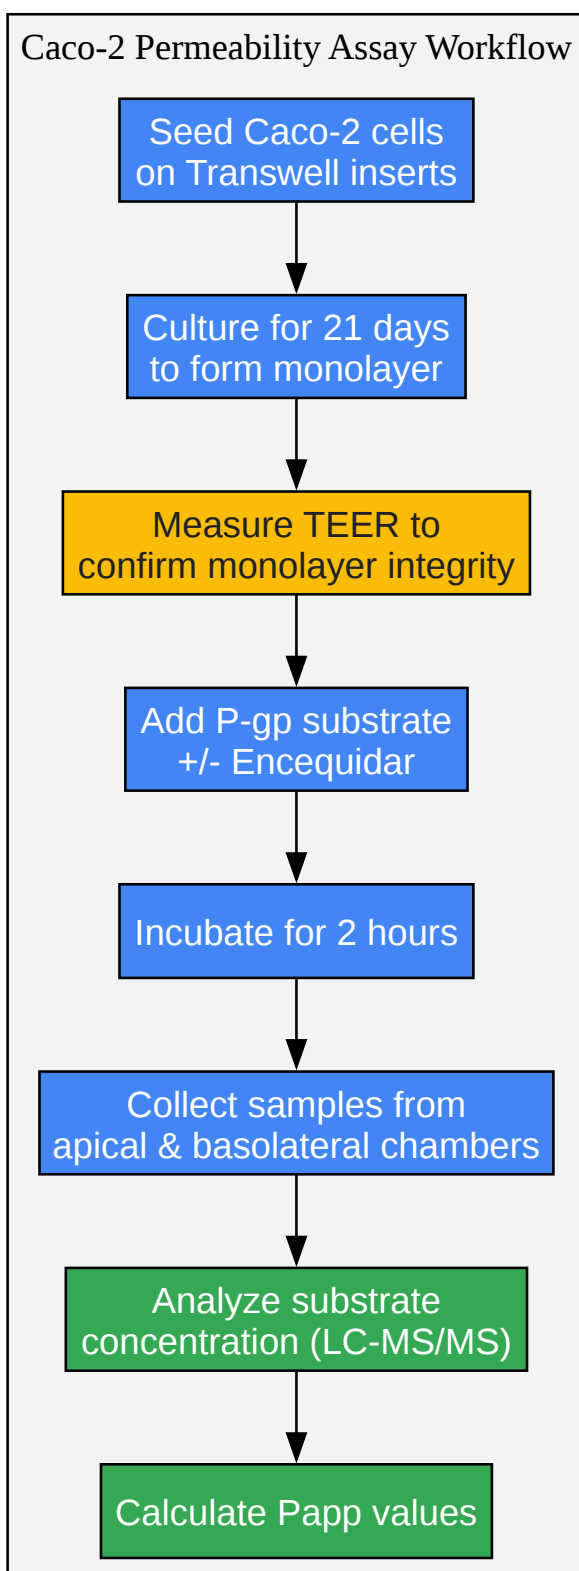 Caco-2 Permeability Assay Workflow
Seed Caco-2 cells
on Transwell inserts
Culture for 21 days
to form monolayer
Measure TEER to
confirm monolayer integrity
Add P-gp substrate
+/- Encequidar
Incubate for 2 hours
Collect samples from
apical & basolateral chambers
Analyze substrate
concentration (LC-MS/MS)
Calculate Papp values